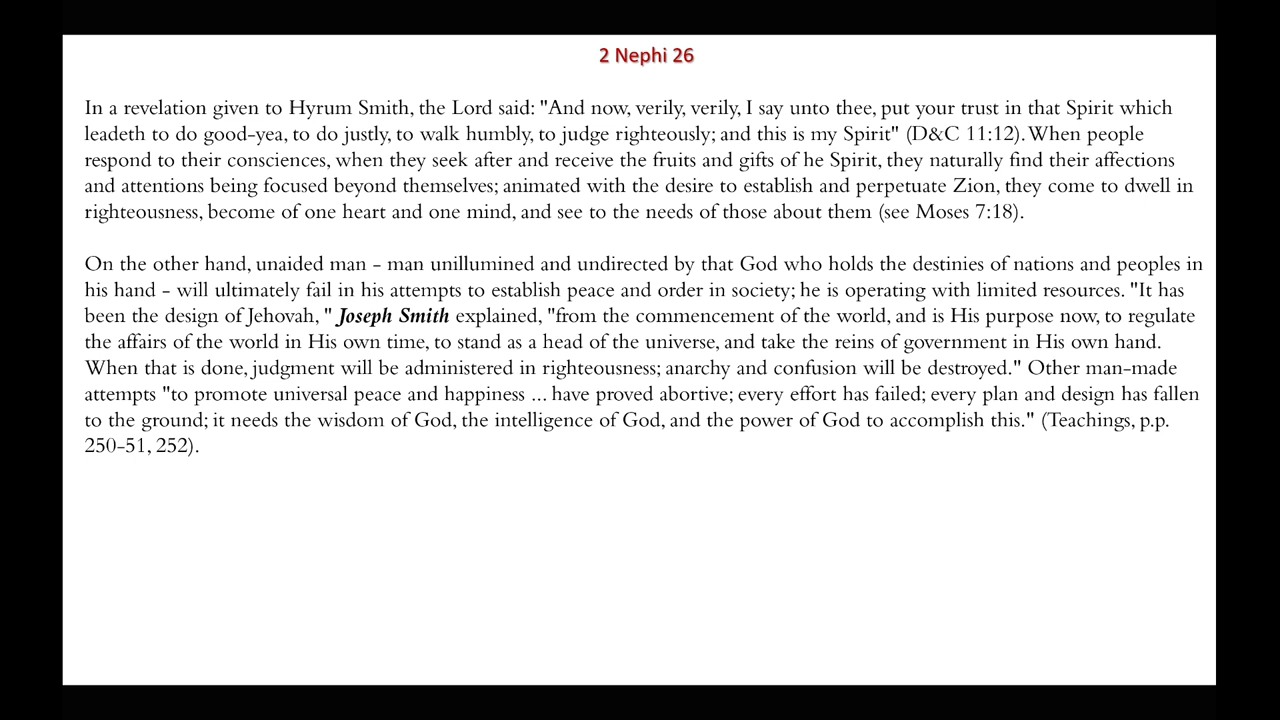 2 Nephi 26
In a revelation given to Hyrum Smith, the Lord said: "And now, verily, verily, I say unto thee, put your trust in that Spirit which
leadeth to do good-yea, to do justly, to walk humbly, to judge righteously; and this is my Spirit" (D&C 11:12). When people
respond to their consciences, when they seek after and receive the fruits and gifts of he Spirit, they naturally find their affections
and attentions being focused beyond themselves; animated with the desire to establish and perpetuate Zion, they come to dwell in
righteousness, become of one heart and one mind, and see to the needs of those about them (see Moses 7:18).
On the other hand, unaided man - man unillumined and undirected by that God who holds the destinies of nations and peoples in
his hand - will ultimately fail in his attempts to establish peace and order in society; he is operating with limited resources. "It has
been the design of Jehovah, " Joseph Smith explained, "from the commencement of the world, and is His purpose now, to regulate
the affairs of the world in His own time, to stand as a head of the universe, and take the reins of government in His own hand.
When that is done, judgment will be administered in righteousness; anarchy and confusion will be destroyed." Other man-made
attempts "to promote universal peace and happiness ... have proved abortive; every effort has failed; every plan and design has fallen
to the ground; it needs the wisdom of God, the intelligence of God, and the power of God to accomplish this." (Teachings, p.p.
250-51, 252).